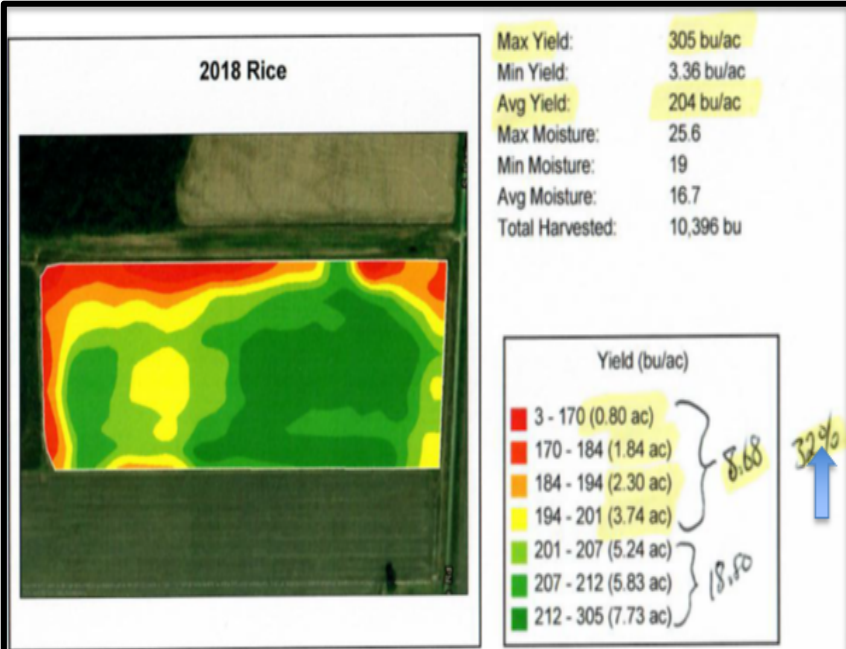 2018 Rice
Max Yield: 305 bu/ac
Min Yield: 3.36 bu/ac
Avg Yield: 204 bu/ac
Max Moisture: 25.6
Min Moisture: 19
Avg Moisture: 16.7
Total Harvested: 10,396 bu
Yield (bu/ac)
3 - 170 (0.80 ac)
170 - 184 (1.84 ac)
184 - 194 (2.30 ac)
194 - 201 (3.74 ac)
8.68
32%
201 - 207 (5.24 ac)
207 - 212 (5.83 ac)
212 - 305 (7.73 ac)
18.80